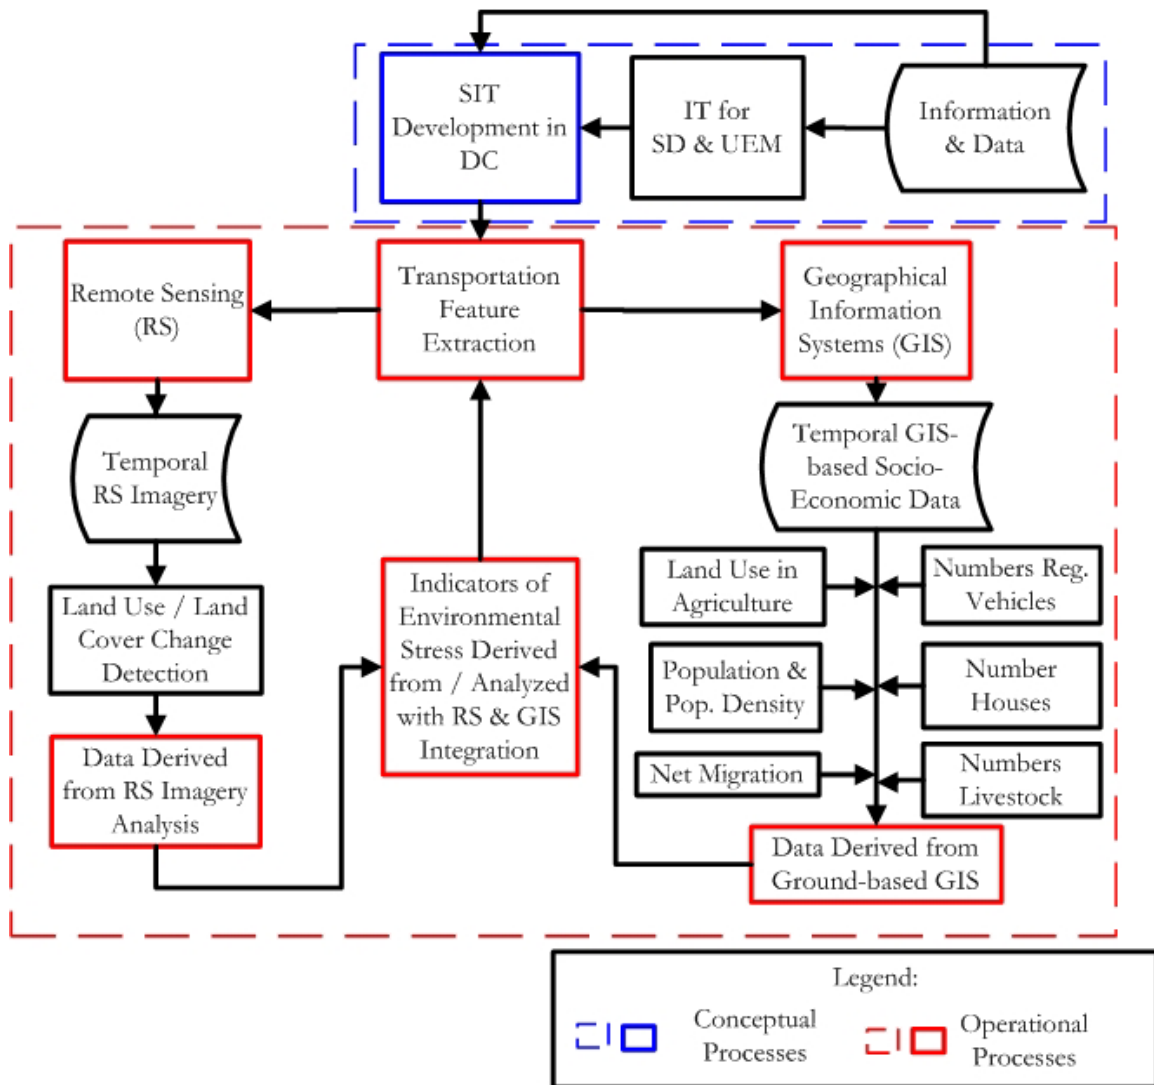 SIT
Development in
DC
IT for
SD & UEM
Information
& Data
Remote Sensing
(RS)
Transportation
Feature
Extraction
Geographical
Information
Systems (GIS)
Temporal
RS Imagery
Temporal GIS-
based Socio-
Economic Data
Land Use / Land
Cover Change
Detection
Indicators of
Environmental
Stress Derived
from / Analyzed
with RS & GIS
Integration
Land Use in
Agriculture
Numbers Reg.
Vehicles
Population &
Pop. Density
Number
Houses
Net Migration
Numbers
Livestock
Data Derived
from RS Imagery
Analysis
Data Derived from
Ground-based GIS
Legend:
Conceptual
Processes
Operational
Processes